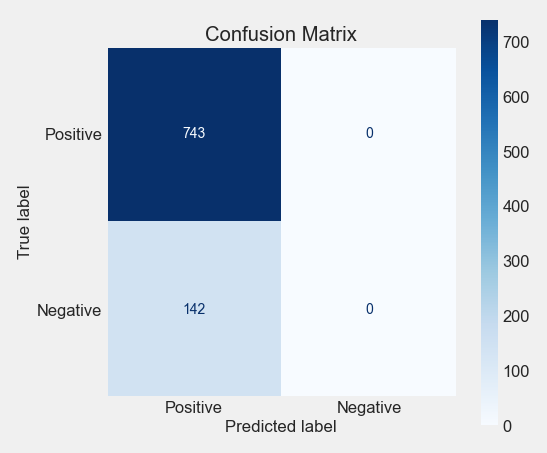 Confusion Matrix
700
600
500
400
300
200
100
0
True label
Positive
743
0
Negative
142
0
Positive
Negative
Predicted label